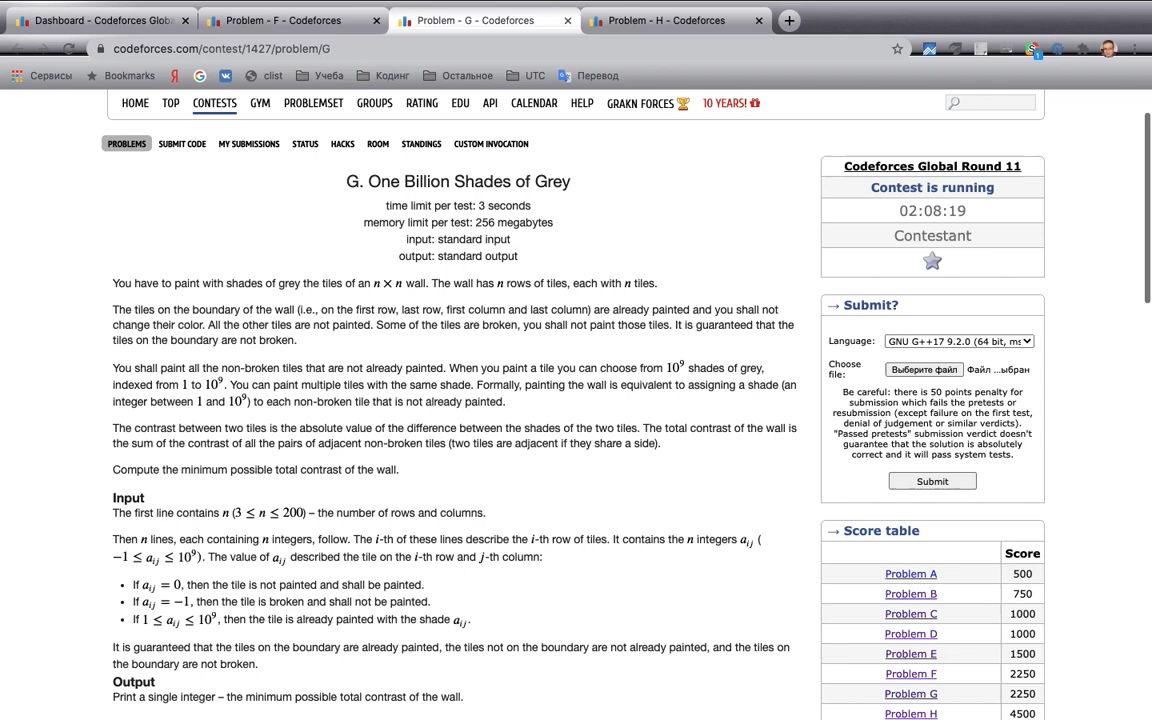 Dashboard - Codeforces Globa
Problem - F - Codeforces
Problem - G - Codeforces
Problem - H - Codeforces
codeforces.com/contest/1427/problem/G
Сервисы
Bookmarks
clist
Учеба
Кодинг
Остальное
UTC
Перевод
HOME TOP CONTESTS GYM PROBLEMSET GROUPS RATING EDU API CALENDAR HELP GRAKN FORCES 10 YEARS!
PROBLEMS SUBMIT CODE MY SUBMISSIONS STATUS HACKS ROOM STANDINGS CUSTOM INVOCATION
G. One Billion Shades of Grey
time limit per test: 3 seconds
memory limit per test: 256 megabytes
input: standard input
output: standard output
You have to paint with shades of grey the tiles of an n × n wall. The wall has n rows of tiles, each with n tiles.
The tiles on the boundary of the wall (i.e., on the first row, last row, first column and last column) are already painted and you shall not
change their color. All the other tiles are not painted. Some of the tiles are broken, you shall not paint those tiles. It is guaranteed that the
tiles on the boundary are not broken.
You shall paint all the non-broken tiles that are not already painted. When you paint a tile you can choose from 10⁹ shades of grey,
indexed from 1 to 10⁹. You can paint multiple tiles with the same shade. Formally, painting the wall is equivalent to assigning a shade (an
integer between 1 and 10⁹) to each non-broken tile that is not already painted.
The contrast between two tiles is the absolute value of the difference between the shades of the two tiles. The total contrast of the wall is
the sum of the contrast of all the pairs of adjacent non-broken tiles (two tiles are adjacent if they share a side).
Compute the minimum possible total contrast of the wall.
Input
The first line contains n (3 ≤ n ≤ 200) – the number of rows and columns.
Then n lines, each containing n integers, follow. The i-th of these lines describe the i-th row of tiles. It contains the n integers aᵢⱼ (
−1 ≤ aᵢⱼ ≤ 10⁹). The value of aᵢⱼ described the tile on the i-th row and j-th column:
• If aᵢⱼ = 0, then the tile is not painted and shall be painted.
• If aᵢⱼ = −1, then the tile is broken and shall not be painted.
• If 1 ≤ aᵢⱼ ≤ 10⁹, then the tile is already painted with the shade aᵢⱼ.
It is guaranteed that the tiles on the boundary are already painted, the tiles not on the boundary are not already painted, and the tiles on
the boundary are not broken.
Output
Print a single integer – the minimum possible total contrast of the wall.
Codeforces Global Round 11
Contest is running
02:08:19
Contestant
→ Submit?
Language: GNU G++17 9.2.0 (64 bit, ms
Choose
file: Выберите файл Файл ...ыбран
Be careful: there is 50 points penalty for
submission which fails the pretests or
resubmission (except failure on the first test,
denial of judgement or similar verdicts).
"Passed pretests" submission verdict doesn't
guarantee that the solution is absolutely
correct and it will pass system tests.
Submit
→ Score table
Score
Problem A 500
Problem B 750
Problem C 1000
Problem D 1000
Problem E 1500
Problem F 2250
Problem G 2250
Problem H 4500